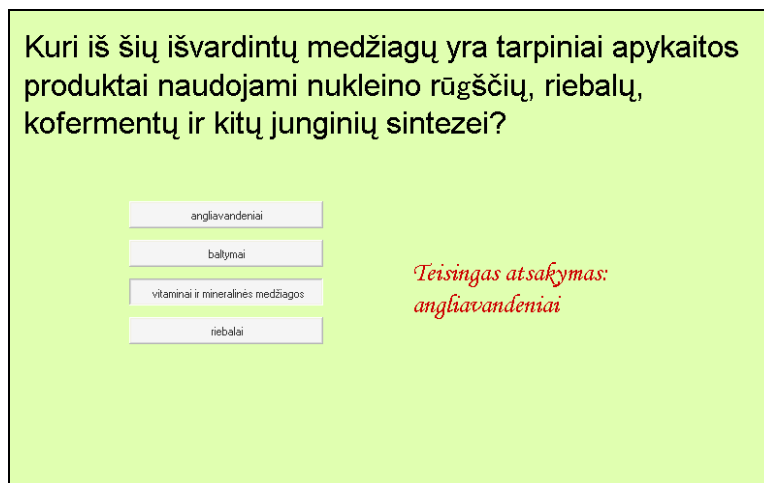 Kuri iš šių išvardintų medžiagų yra tarpiniai apykaitos
produktai naudojami nukleino rūgščių, riebalų,
kofermentų ir kitų junginių sintezei?
angliavandeniai
baltymai
vitaminai ir mineralinės medžiagos
riebalai
Teisingas atsakymas:
angliavandeniai